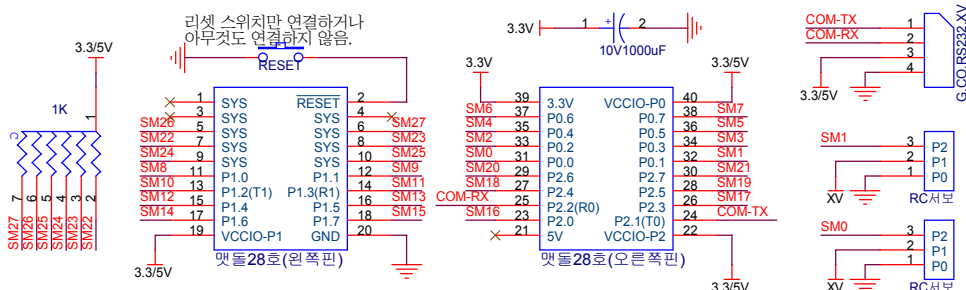 리셋 스위치만 연결하거나
아무것도 연결하지 않음.
RESET
3.3/5V
1K
C
1
7
6
5
4
3
2
SM27
SM26
SM25
SM24
SM23
SM22
1 SYS RESET 2
3 SYS SYS 4
SM26 5 SYS SYS 6 SM27
SM22 7 SYS SYS 8 SM23
SM24 9 SYS SYS 10 SM25
SM8 11 P1.0 P1.1 12 SM9
SM10 13 P1.2(T1) P1.3(R1) 14 SM11
SM12 15 P1.4 P1.5 16 SM13
SM14 17 P1.6 P1.7 18 SM15
19 VCCIO-P1 GND 20
3.3/5V
맷돌28호(왼쪽핀)
3.3V
1 + 2
10V1000uF
3.3V
3.3/5V
39 3.3V VCCIO-P0 40
SM6 37 P0.6 P0.7 38 SM7
SM4 35 P0.4 P0.5 36 SM5
SM2 33 P0.2 P0.3 34 SM3
SM0 31 P0.0 P0.1 32 SM1
SM20 29 P2.6 P2.7 30 SM21
SM18 27 P2.4 P2.5 28 SM19
COM-RX 25 P2.2(R0) P2.3 26 SM17
SM16 23 P2.0 P2.1(T0) 24 COM-TX
21 5V VCCIO-P2 22
맷돌28호(오른쪽핀)
3.3/5V
COM-TX 1
COM-RX 2
3
4
3.3/5V
G.CO.RS232.XV
SM1 3 P2
2 P1
1 P0
XV
RC서보
SM0 3 P2
2 P1
1 P0
XV
RC서보